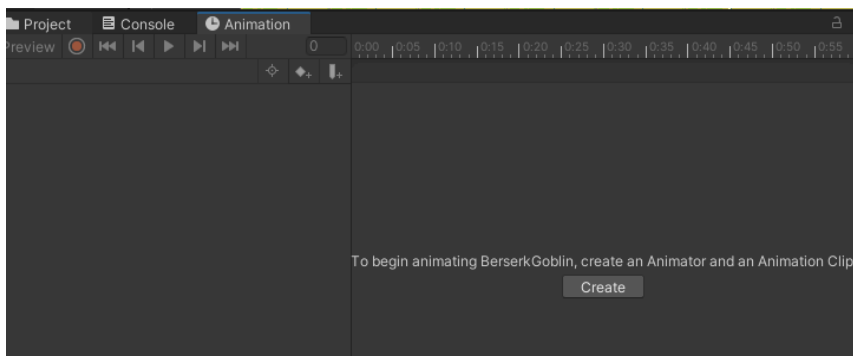 Project Console Animation
Preview 0 0:00 0:05 0:10 0:15 0:20 0:25 0:30 0:35 0:40 0:45 0:50 0:55
To begin animating BerserkGoblin, create an Animator and an Animation Clip
Create